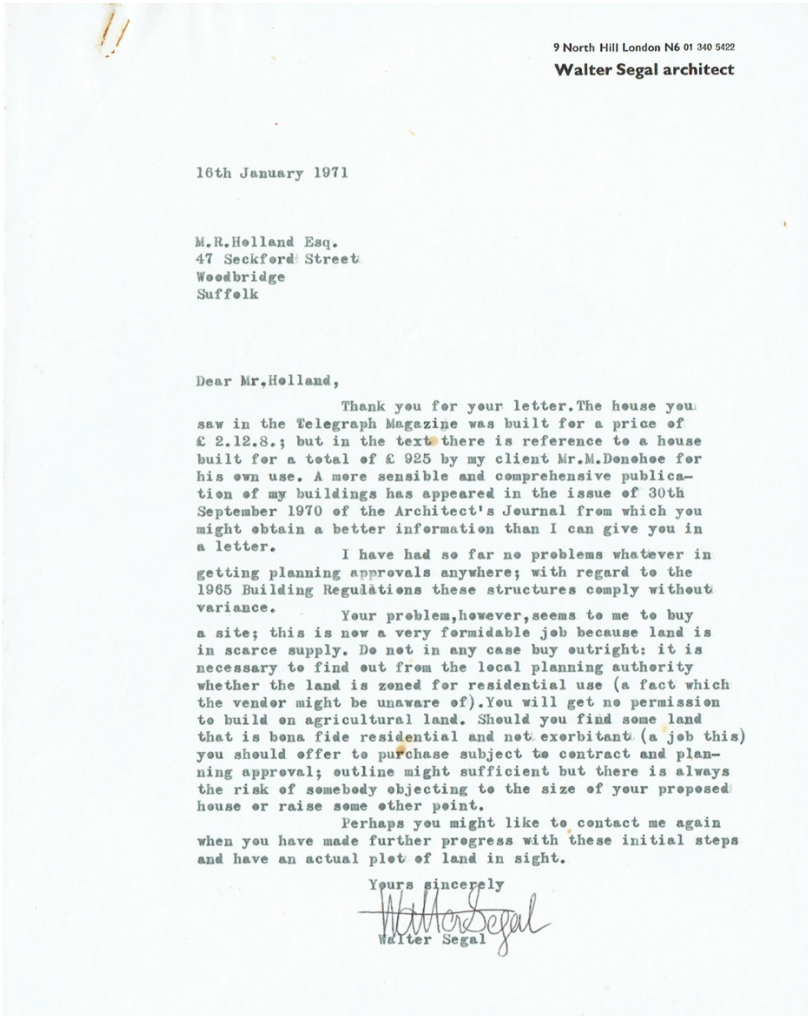 9 North Hill London N6 01 340 5422
Walter Segal architect
16th January 1971
M.R.Holland Esq.
47 Seckford Street
Woodbridge
Suffolk
Dear Mr.Holland,
Thank you for your letter.The house you
saw in the Telegraph Magazine was built for a price of
£ 2.12.8.; but in the text there is reference to a house
built for a total of £ 925 by my client Mr.M.Donohoe for
his own use. A more sensible and comprehensive publica-
tion of my buildings has appeared in the issue of 30th
September 1970 of the Architect's Journal from which you
might obtain a better information than I can give you in
a letter.
I have had so far no problems whatever in
getting planning approvals anywhere; with regard to the
1965 Building Regulations these structures comply without
variance.
Your problem,however,seems to me to buy
a site; this is now a very formidable job because land is
in scarce supply. Do not in any case buy outright: it is
necessary to find out from the local planning authority
whether the land is zoned for residential use (a fact which
the vendor might be unaware of).You will get no permission
to build on agricultural land. Should you find some land
that is bona fide residential and not exorbitant (a job this)
you should offer to purchase subject to contract and plan-
ning approval; outline might sufficient but there is always
the risk of somebody objecting to the size of your proposed
house or raise some other point.
Perhaps you might like to contact me again
when you have made further progress with these initial steps
and have an actual plot of land in sight.
Yours sincerely
Walter Segal
Walter Segal